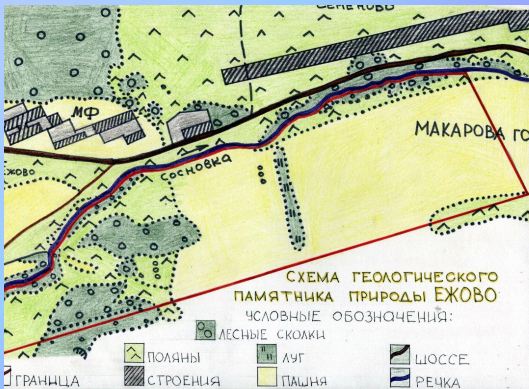 СЕМЕНОВО
МФ
МАКАРОВА ГО
ЕЖОВО
СОСНОВКА
СХЕМА ГЕОЛОГИЧЕСКОГО
ПАМЯТНИКА ПРИРОДЫ ЕЖОВО
УСЛОВНЫЕ ОБОЗНАЧЕНИЯ:
ЛЕСНЫЕ СКОЛКИ
ПОЛЯНЫ ЛУГ ШОССЕ
ГРАНИЦА СТРОЕНИЯ ПАШНЯ РЕЧКА